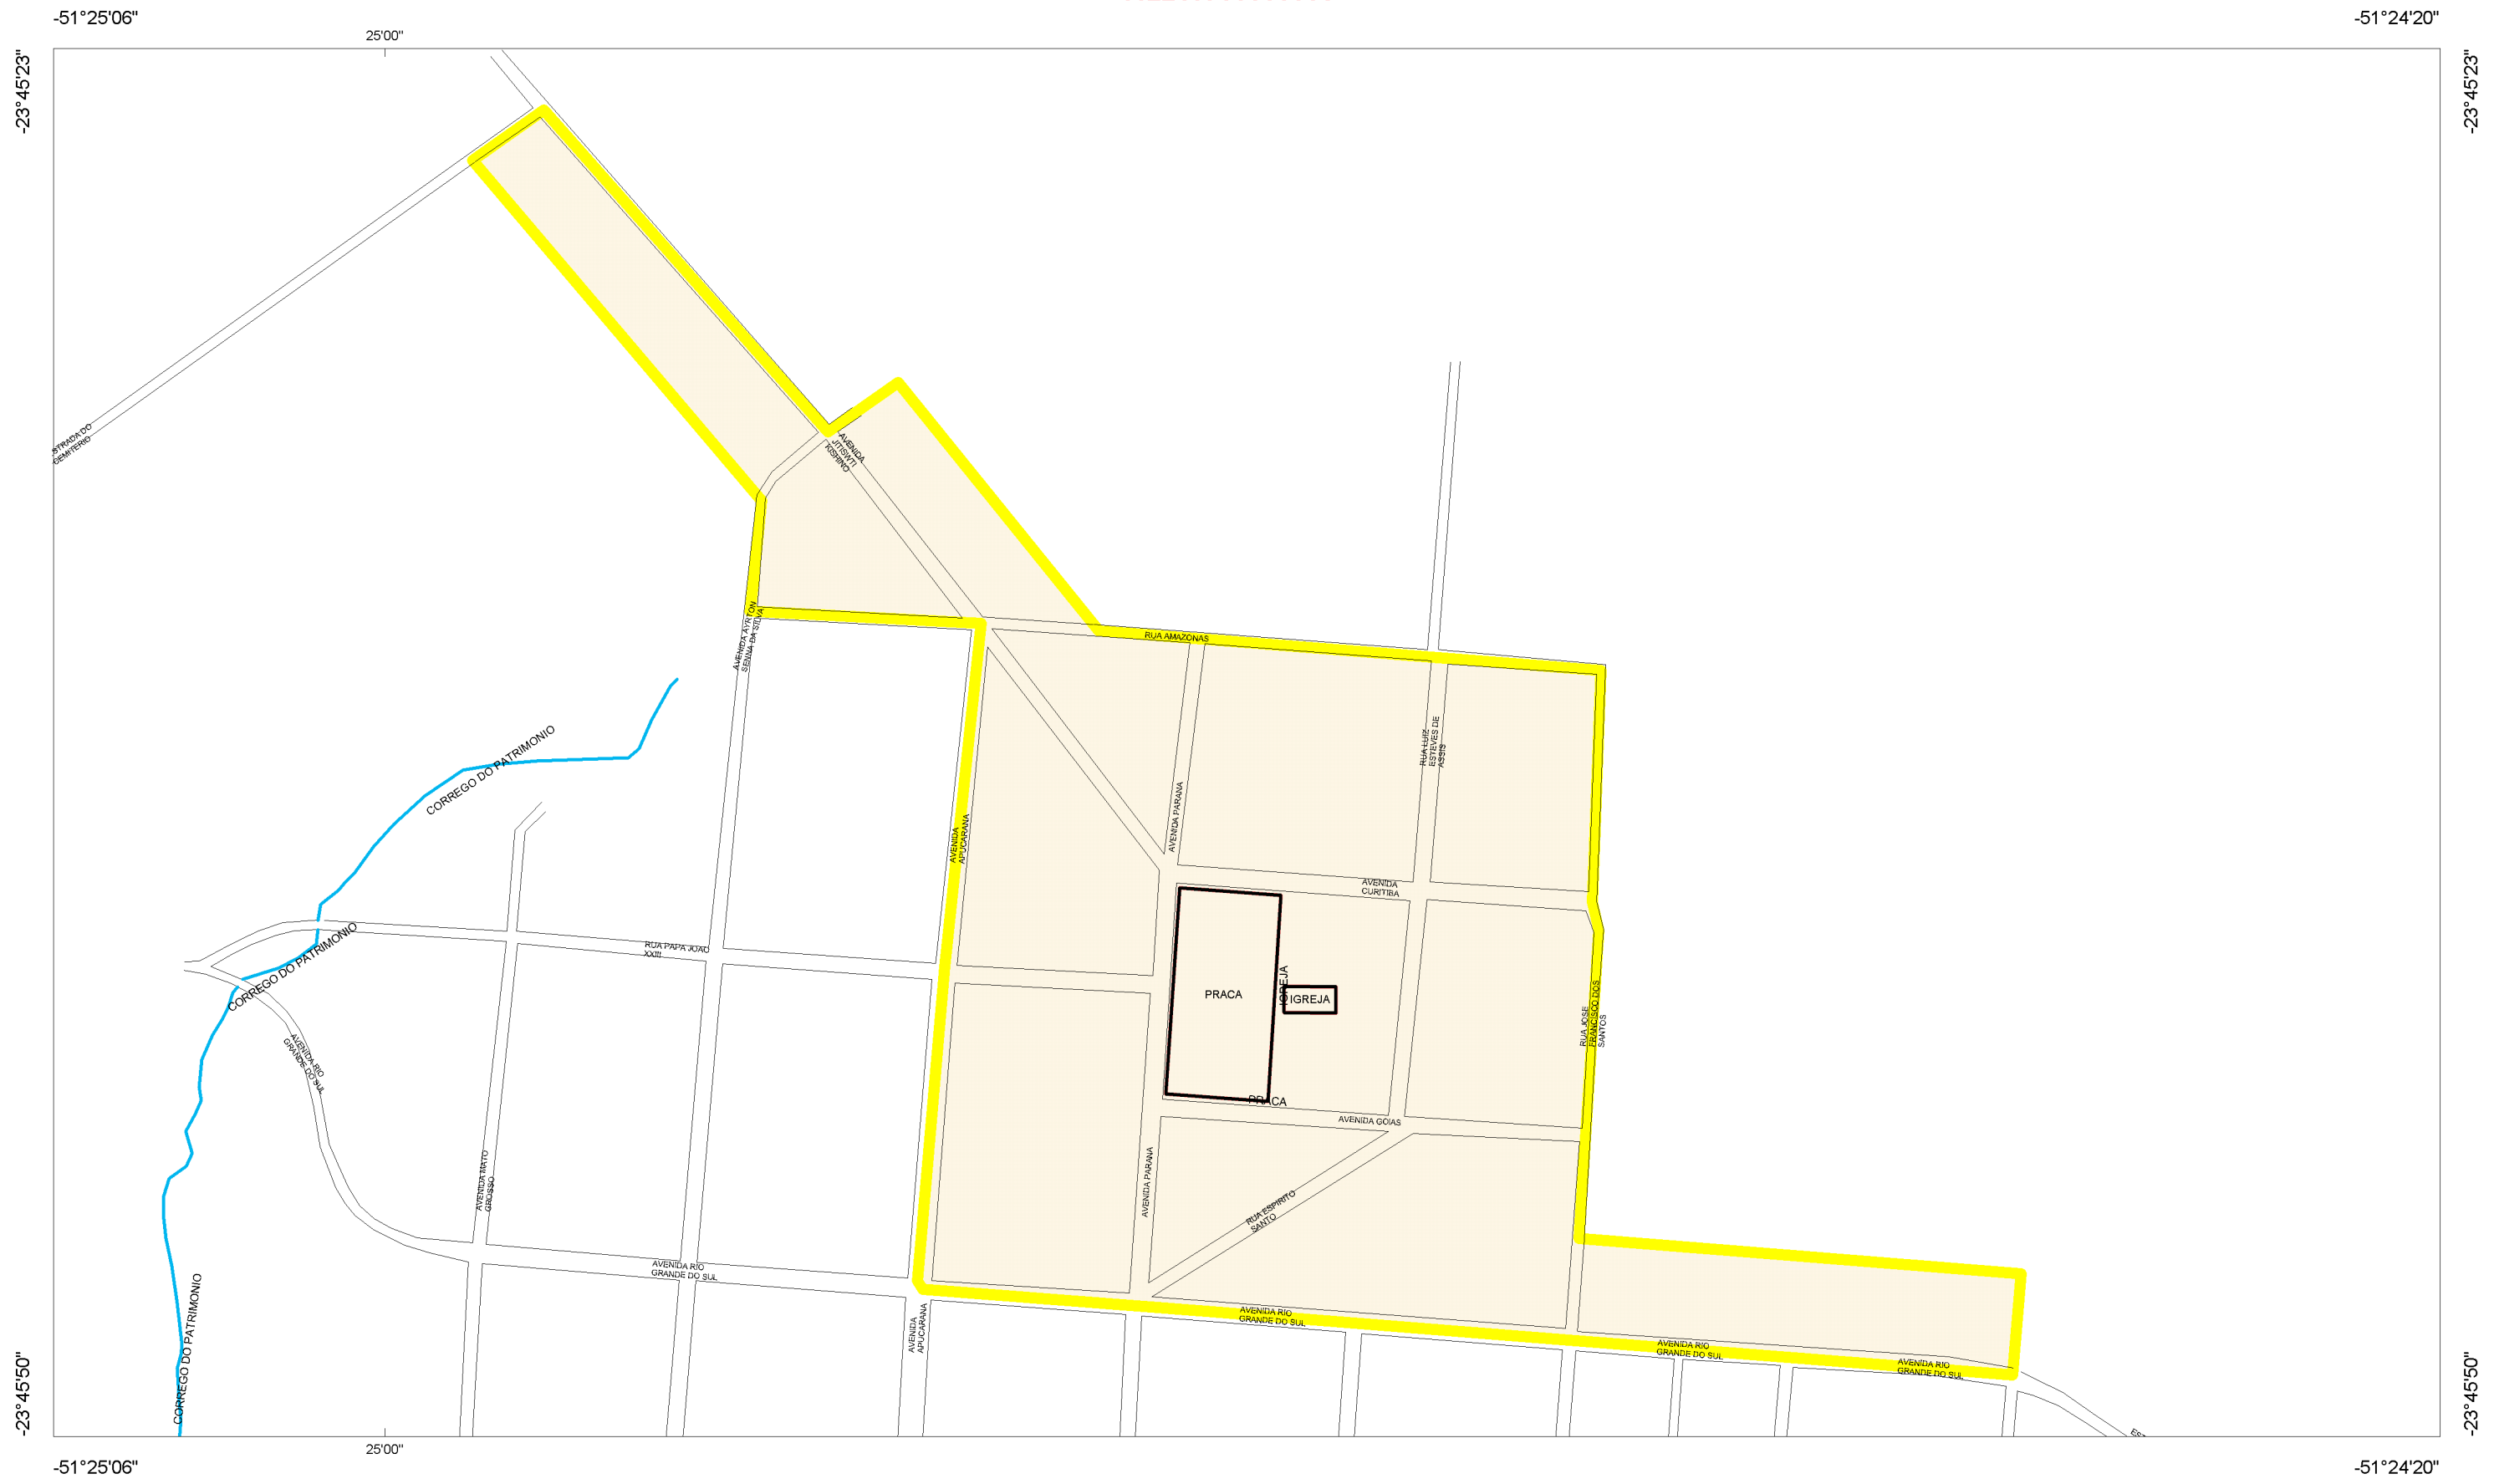 -51°25'06"
-51°24'20"
25'00"
-23°45'23"
-23°45'23"
STRADA DO
CEMITERIO
AVENIDA
JITISWTI
KISHINO
AVENIDA AYRTON
SENNA DA SILVA
RUA AMAZONAS
RUA LUIZ
ESTEVES DE
ASSIS
CORREGO DO PATRIMONIO
AVENIDA
APUCARANA
AVENIDA PARANA
AVENIDA
CURITIBA
CORREGO DO PATRIMONIO
RUA PAPA JOAO
XXIII
PRACA
IGREJA
IGREJA
RUA JOSE
FRANCISCO DOS
SANTOS
AVENIDA RIO
GRANDE DO SUL
PRACA
AVENIDA GOIAS
AVENIDA MATO
GROSSO
AVENIDA PARANA
RUA ESPIRITO
SANTO
AVENIDA RIO
GRANDE DO SUL
CORREGO DO PATRIMONIO
AVENIDA
APUCARANA
AVENIDA RIO
GRANDE DO SUL
AVENIDA RIO
GRANDE DO SUL
AVENIDA RIO
GRANDE DO SUL
-23°45'50"
-23°45'50"
25'00"
-51°25'06"
-51°24'20"